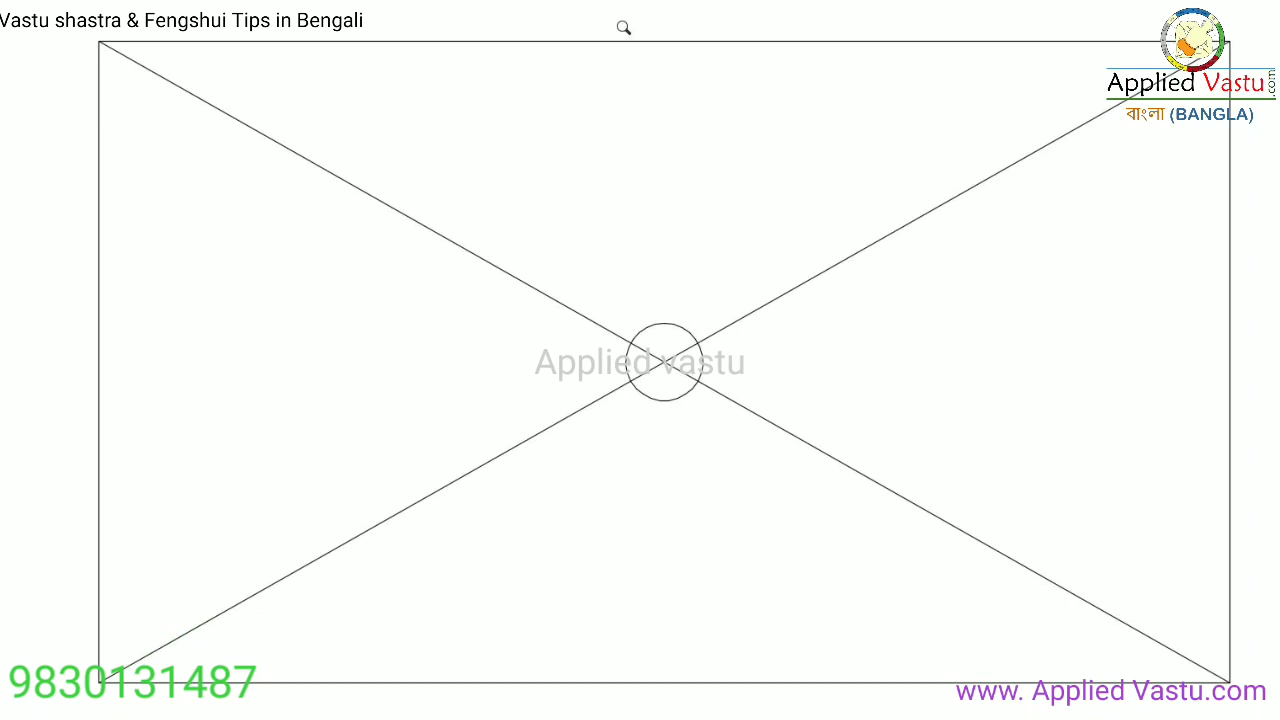 Vastu shastra & Fengshui Tips in Bengali
Applied Vastu.com
বাংলা (BANGLA)
Applied vastu
9830131487
www. Applied Vastu.com